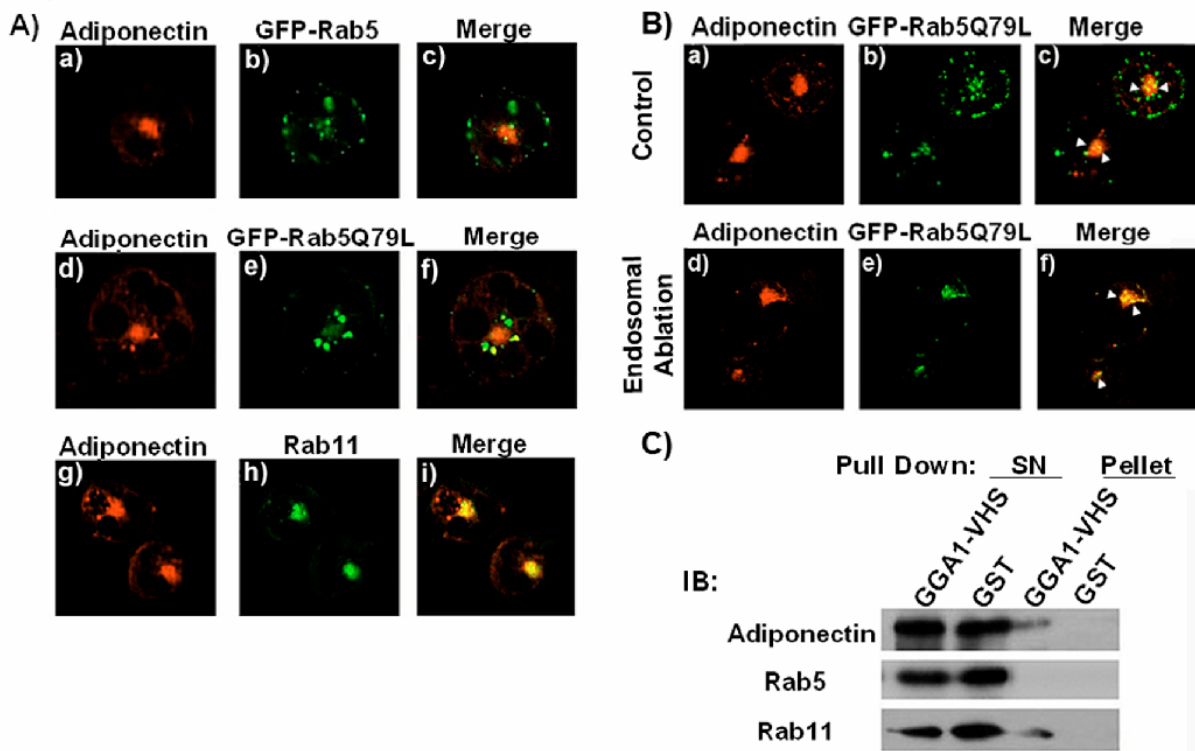 A)
Adiponectin GFP-Rab5 Merge
a) b) c)
Adiponectin GFP-Rab5Q79L Merge
d) e) f)
Adiponectin Rab11 Merge
g) h) i)
B)
Adiponectin GFP-Rab5Q79L Merge
Control
a) b) c)
Adiponectin GFP-Rab5Q79L Merge
Endosomal
Ablation
d) e) f)
C)
Pull Down: SN Pellet
IB: GGA1-VHS GST GGA1-VHS GST
Adiponectin
Rab5
Rab11